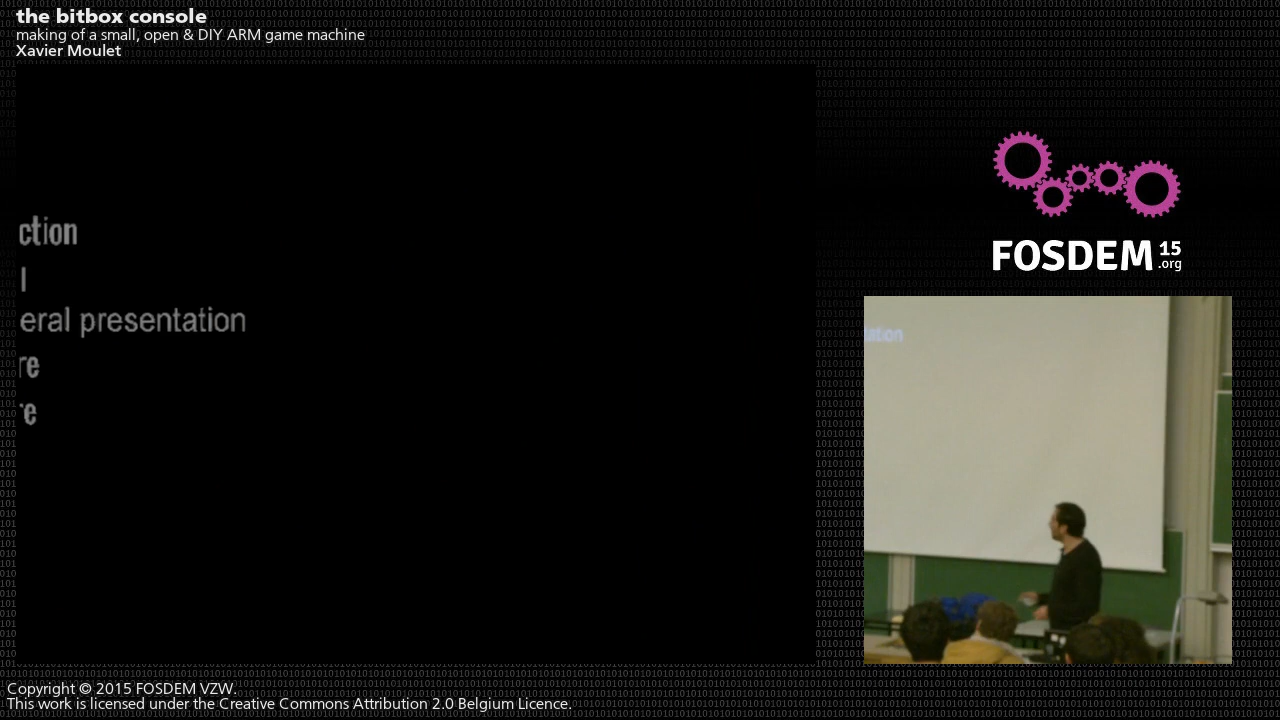 the bitbox console
making of a small, open & DIY ARM game machine
Xavier Moulet
ction
l
eral presentation
re
re
FOSDEM 15
.org
Copyright © 2015 FOSDEM VZW.
This work is licensed under the Creative Commons Attribution 2.0 Belgium Licence.